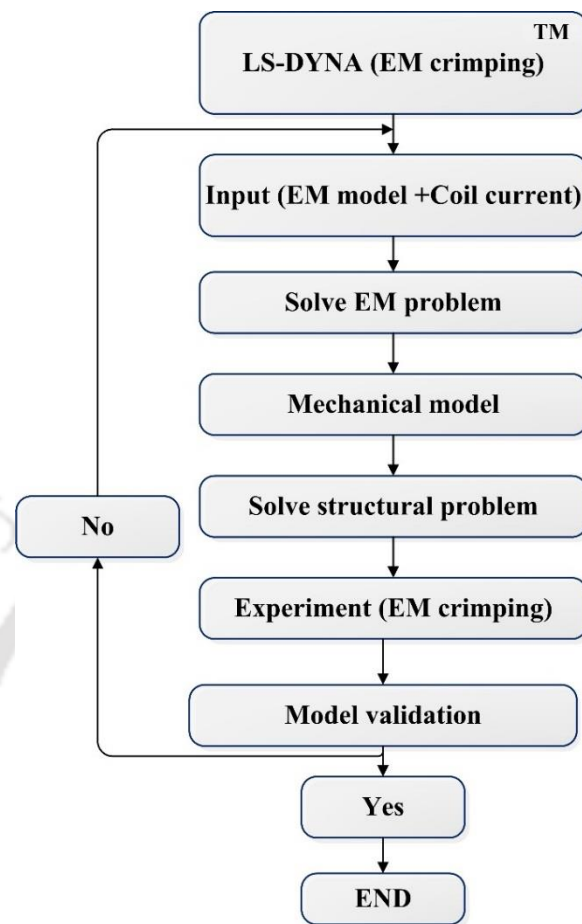 TM
LS-DYNA (EM crimping)
Input (EM model +Coil current)
Solve EM problem
Mechanical model
Solve structural problem
No
Experiment (EM crimping)
Model validation
Yes
END